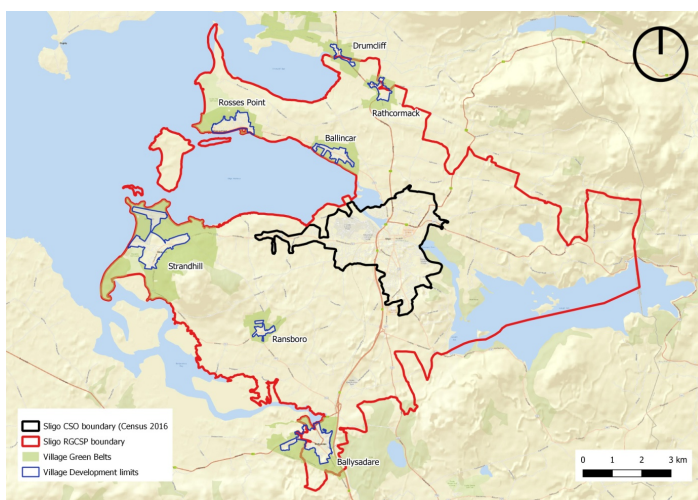 Drumcliff
Rathcormack
Rosses Point
Ballincar
Strandhill
Ransboro
Ballysadare
Sligo CSO boundary (Census 2016
Sligo RGCSP boundary
Village Green Belts
Village Development limits
0 1 2 3 km